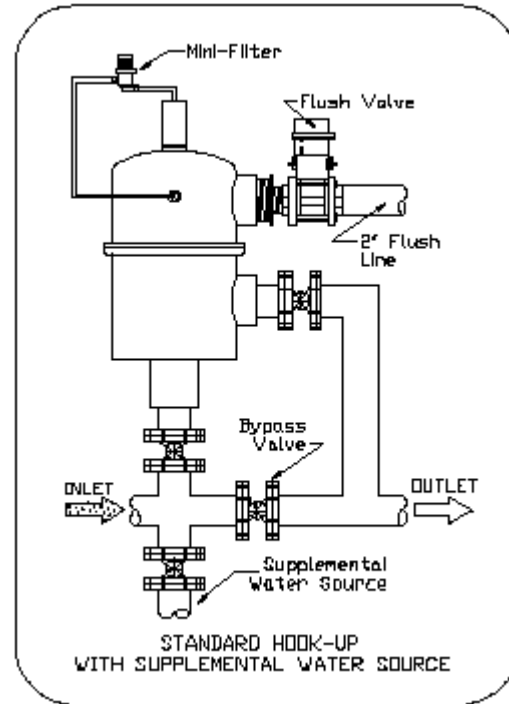 Mini-Filter
Flush Valve
2" Flush
Line
Bypass
Valve
INLET
OUTLET
Supplemental
Water Source
STANDARD HOOK-UP
WITH SUPPLEMENTAL WATER SOURCE